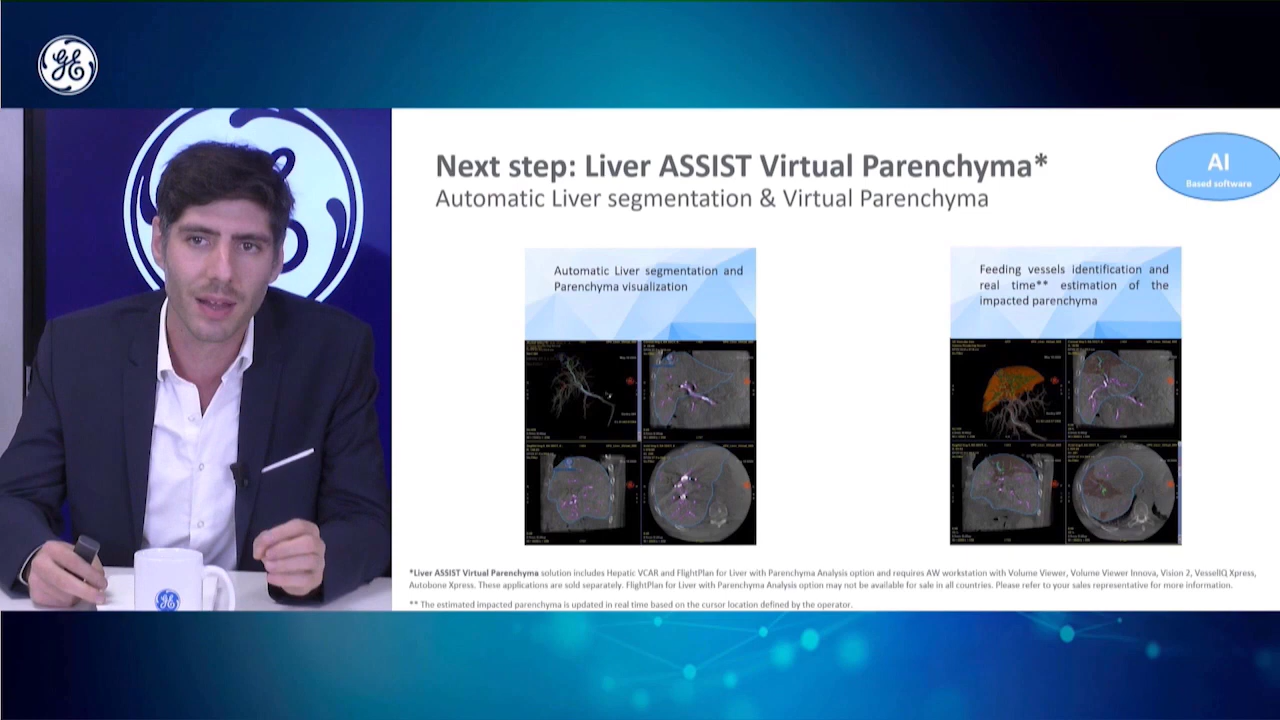 GE
Next step: Liver ASSIST Virtual Parenchyma*
Automatic Liver segmentation & Virtual Parenchyma
AI
Based software
Automatic Liver segmentation and
Parenchyma visualization
Feeding vessels identification and
real time** estimation of the
impacted parenchyma
*Liver ASSIST Virtual Parenchyma solution includes Hepatic VCAR and FlightPlan for Liver with Parenchyma Analysis option and requires AW workstation with Volume Viewer, Volume Viewer Innova, Vision 2, VesselIQ Xpress,
Autobone Xpress. These applications are sold separately. FlightPlan for Liver with Parenchyma Analysis option may not be available for sale in all countries. Please refer to your sales representative for more information.
** The estimated impacted parenchyma is updated in real time based on the cursor location defined by the operator.
GE